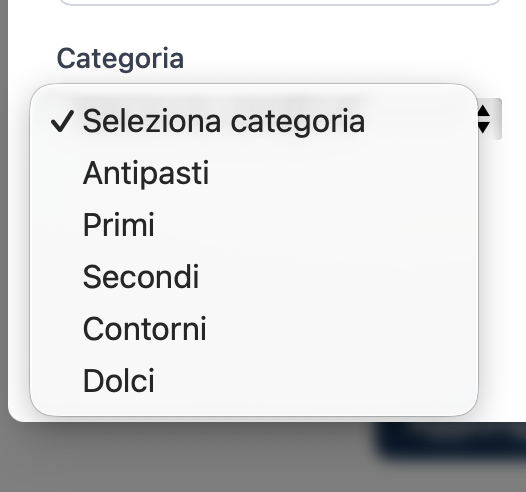 Categoria
✓ Seleziona categoria
Antipasti
Primi
Secondi
Contorni
Dolci